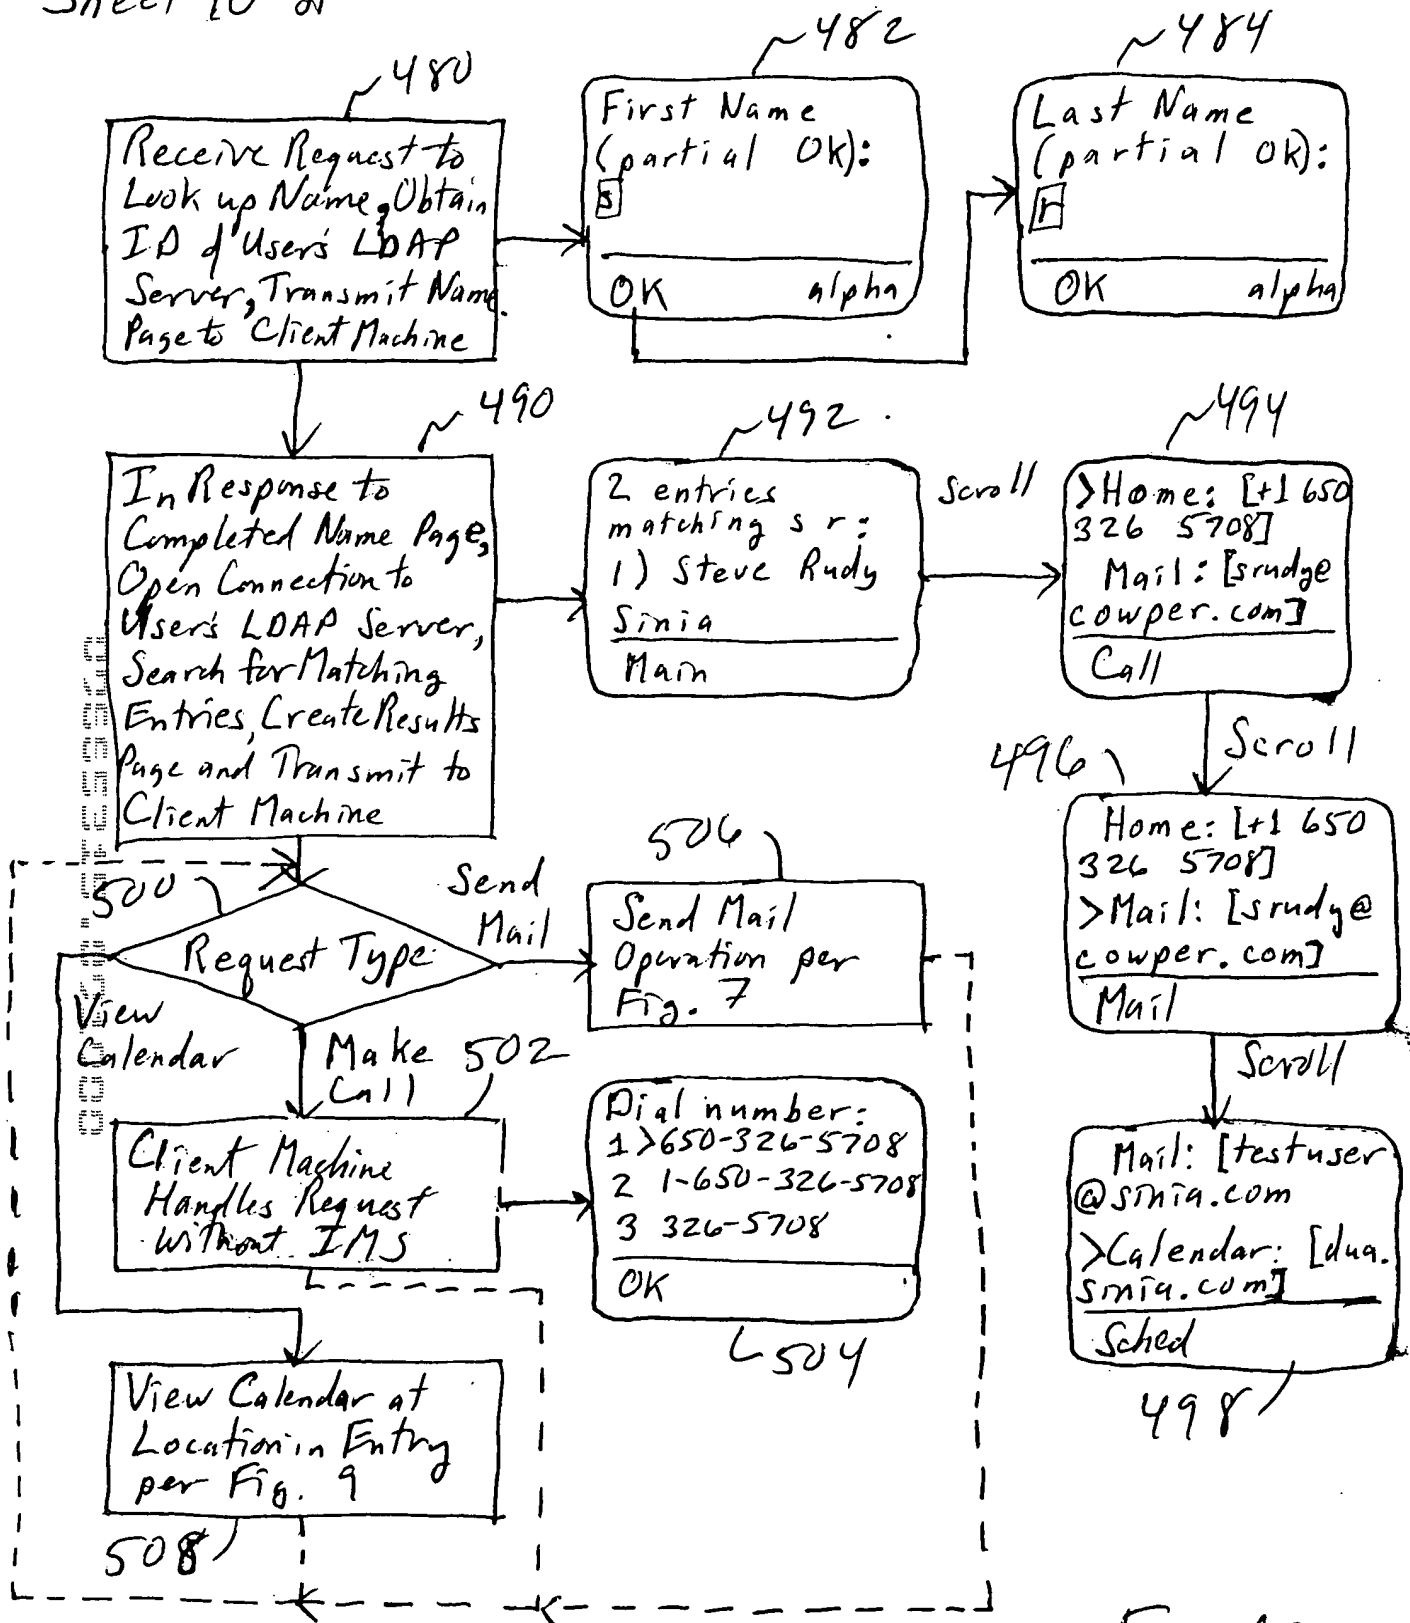 Sheet 10 of
480
Receive Request to
Look up Name, Obtain
ID of User's LDAP
Server, Transmit Name
Page to Client Machine
482
First Name
(partial OK):
s
OK alpha
484
Last Name
(partial OK):
r
OK alpha
490
In Response to
Completed Name Page,
Open Connection to
User's LDAP Server,
Search for Matching
Entries, Create Results
Page and Transmit to
Client Machine
492
2 entries
matching s r:
1) Steve Rudy
Sinia
Main
Scroll
494
>Home: [+1 650
326 5708]
Mail: [srudy@
cowper.com]
Call
Scroll
496
Home: [+1 650
326 5708]
>Mail: [srudy@
cowper.com]
Mail
Scroll
Mail: [testuser
@sinia.com
>Calendar: [dua.
sinia.com]
Sched
498
500
Request Type
Send
Mail
506
Send Mail
Operation per
Fig. 7
View
Calendar
Make
Call
502
Client Machine
Handles Request
without IMS
Dial number:
1 >650-326-5708
2 1-650-326-5708
3 326-5708
OK
504
View Calendar at
Location in Entry
per Fig. 9
508